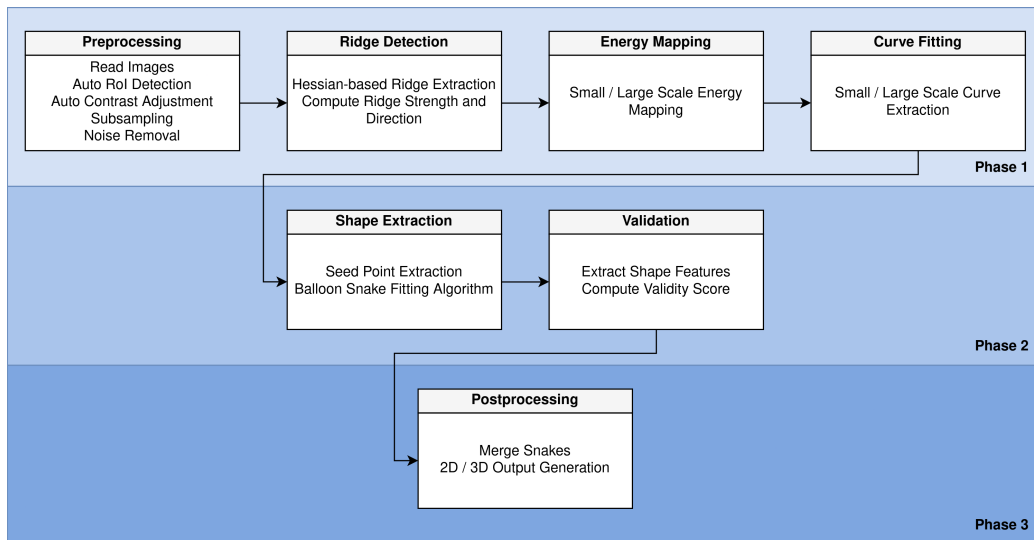 Preprocessing
Read Images
Auto RoI Detection
Auto Contrast Adjustment
Subsampling
Noise Removal
Ridge Detection
Hessian-based Ridge Extraction
Compute Ridge Strength and
Direction
Energy Mapping
Small / Large Scale Energy
Mapping
Curve Fitting
Small / Large Scale Curve
Extraction
Phase 1
Shape Extraction
Seed Point Extraction
Balloon Snake Fitting Algorithm
Validation
Extract Shape Features
Compute Validity Score
Phase 2
Postprocessing
Merge Snakes
2D / 3D Output Generation
Phase 3